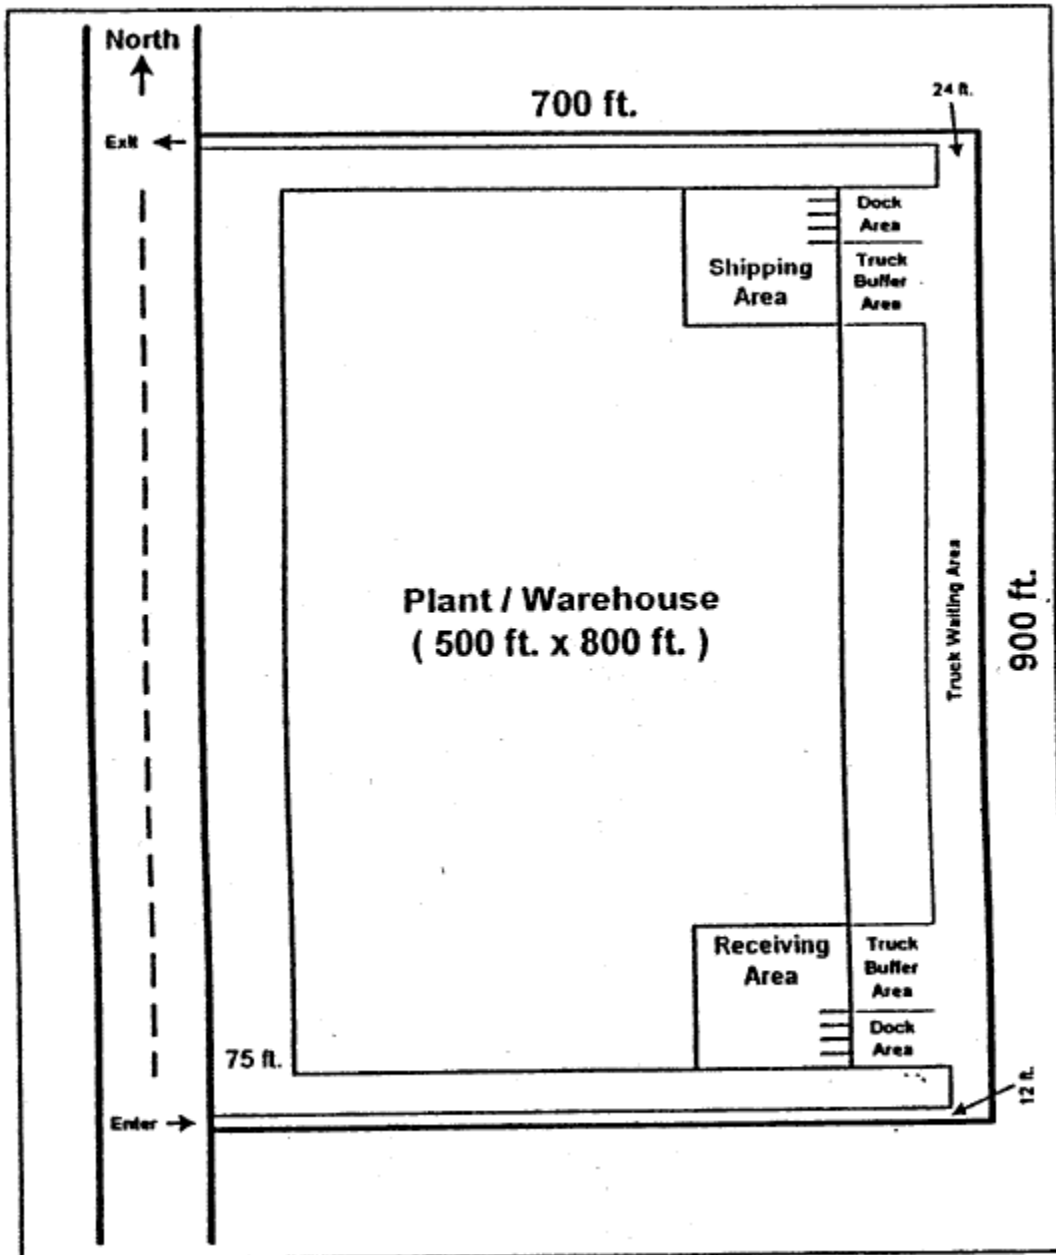 North
24 ft.
700 ft.
Exit
Dock
Area
Truck
Buffer
Area
Shipping
Area
Truck Waiting Area
900 ft.
Plant / Warehouse
( 500 ft. x 800 ft. )
Receiving
Area
Truck
Buffer
Area
Dock
Area
75 ft.
12 ft.
Enter